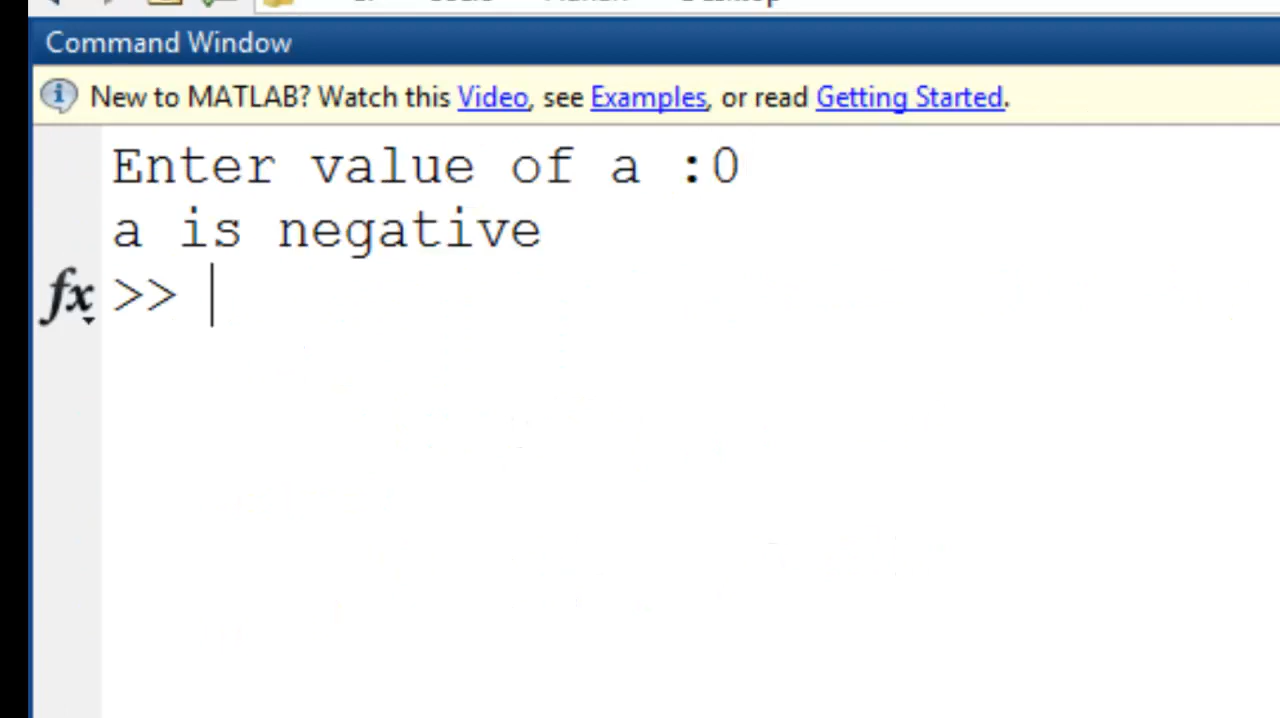 Command Window
New to MATLAB? Watch this Video, see Examples, or read Getting Started.
Enter value of a :0
a is negative
fx >>